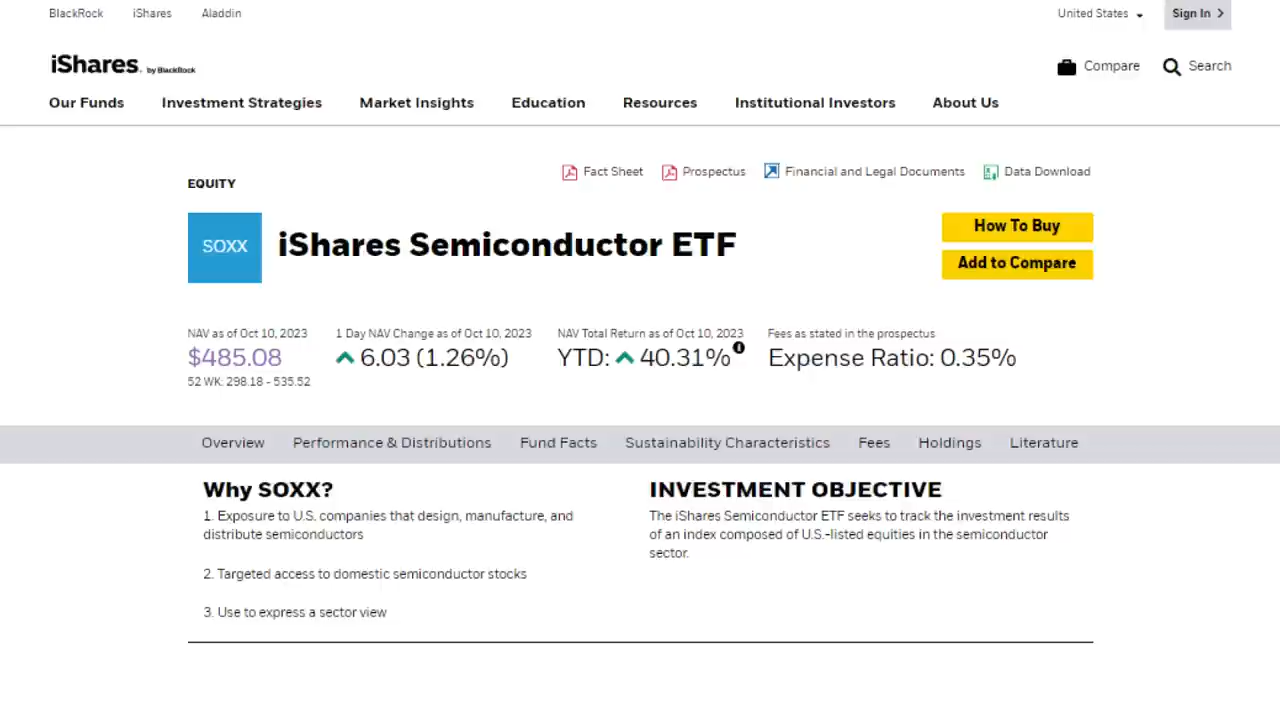 BlackRock iShares Aladdin United States Sign In
iShares. by BlackRock
Compare Search
Our Funds Investment Strategies Market Insights Education Resources Institutional Investors About Us
Fact Sheet Prospectus Financial and Legal Documents Data Download
EQUITY
SOXX iShares Semiconductor ETF
How To Buy
Add to Compare
NAV as of Oct 10, 2023
$485.08
52 WK: 298.18 - 535.52
1 Day NAV Change as of Oct 10, 2023
6.03 (1.26%)
NAV Total Return as of Oct 10, 2023
YTD: 40.31%
Fees as stated in the prospectus
Expense Ratio: 0.35%
Overview Performance & Distributions Fund Facts Sustainability Characteristics Fees Holdings Literature
Why SOXX?
1. Exposure to U.S. companies that design, manufacture, and
distribute semiconductors
2. Targeted access to domestic semiconductor stocks
3. Use to express a sector view
INVESTMENT OBJECTIVE
The iShares Semiconductor ETF seeks to track the investment results
of an index composed of U.S.-listed equities in the semiconductor
sector.